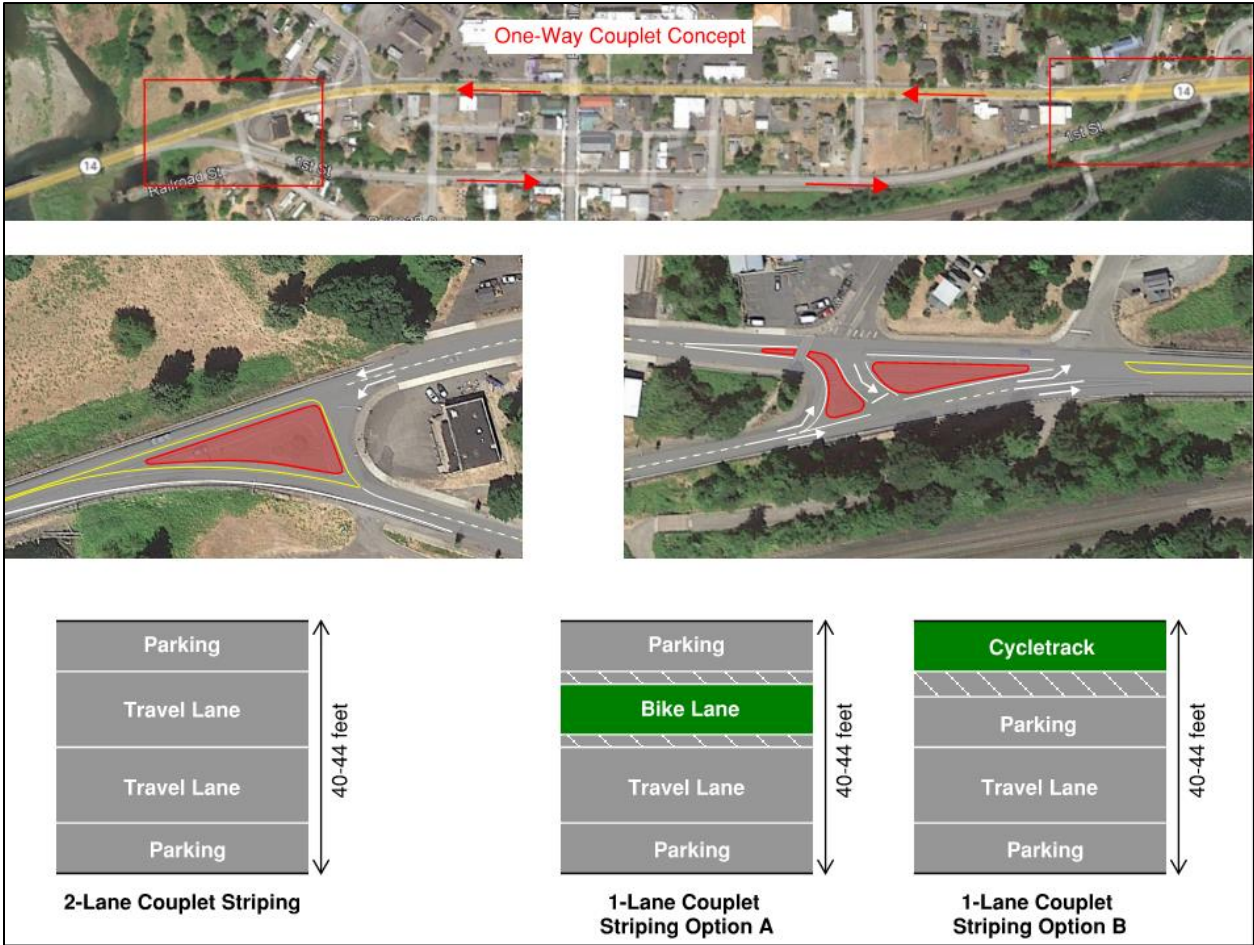 One-Way Couplet Concept
14
1st St
14
Railroad St
1st St
Parking
Travel Lane
Travel Lane
Parking
40-44 feet
2-Lane Couplet Striping
Parking
Bike Lane
Travel Lane
Parking
40-44 feet
1-Lane Couplet
Striping Option A
Cycletrack
Parking
Travel Lane
Parking
40-44 feet
1-Lane Couplet
Striping Option B